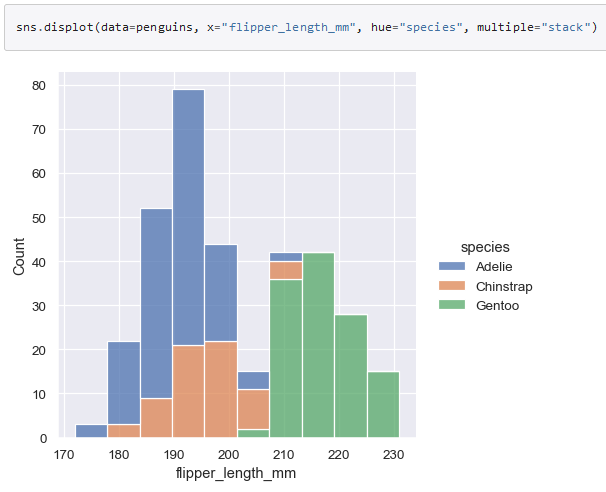 sns.displot(data=penguins, x="flipper_length_mm", hue="species", multiple="stack")
80
70
60
50
40
30
20
10
0
Count
170 180 190 200 210 220 230
flipper_length_mm
species
Adelie
Chinstrap
Gentoo